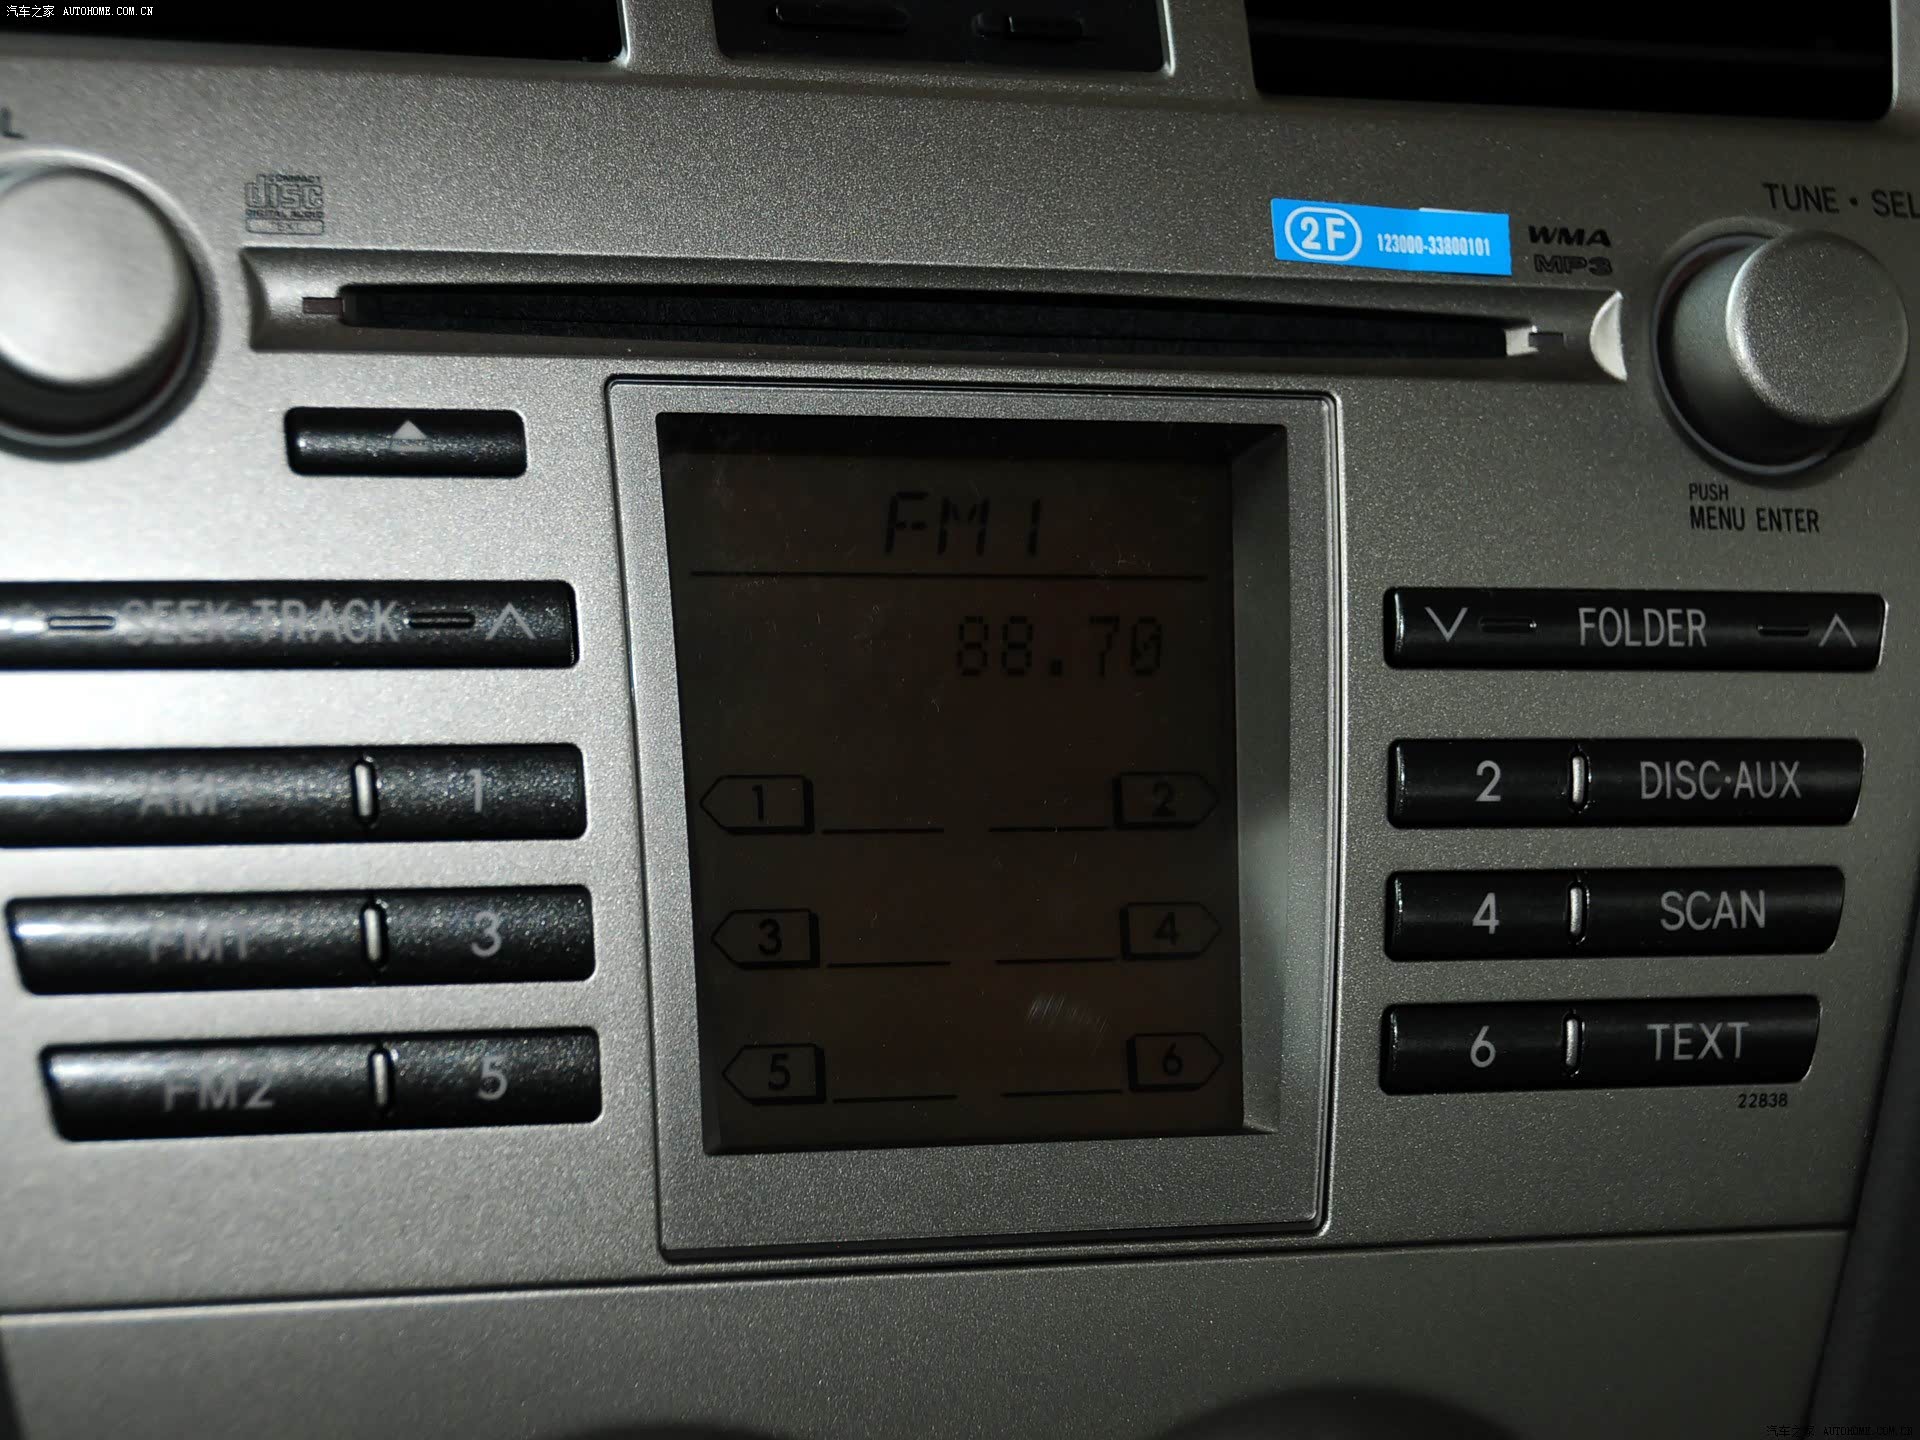 汽车之家 AUTOHOME.COM.CN
L
COMPACT
disc
DIGITAL AUDIO
TEXT
2F 123000-33800101
WMA
MP3
TUNE · SEL
PUSH
MENU ENTER
SEEK·TRACK
FOLDER
FM1
88.70
AM 1
1 2
2 DISC·AUX
FM1 3
3 4
4 SCAN
FM2 5
5 6
6 TEXT
22838
汽车之家 AUTOHOME.COM.CN